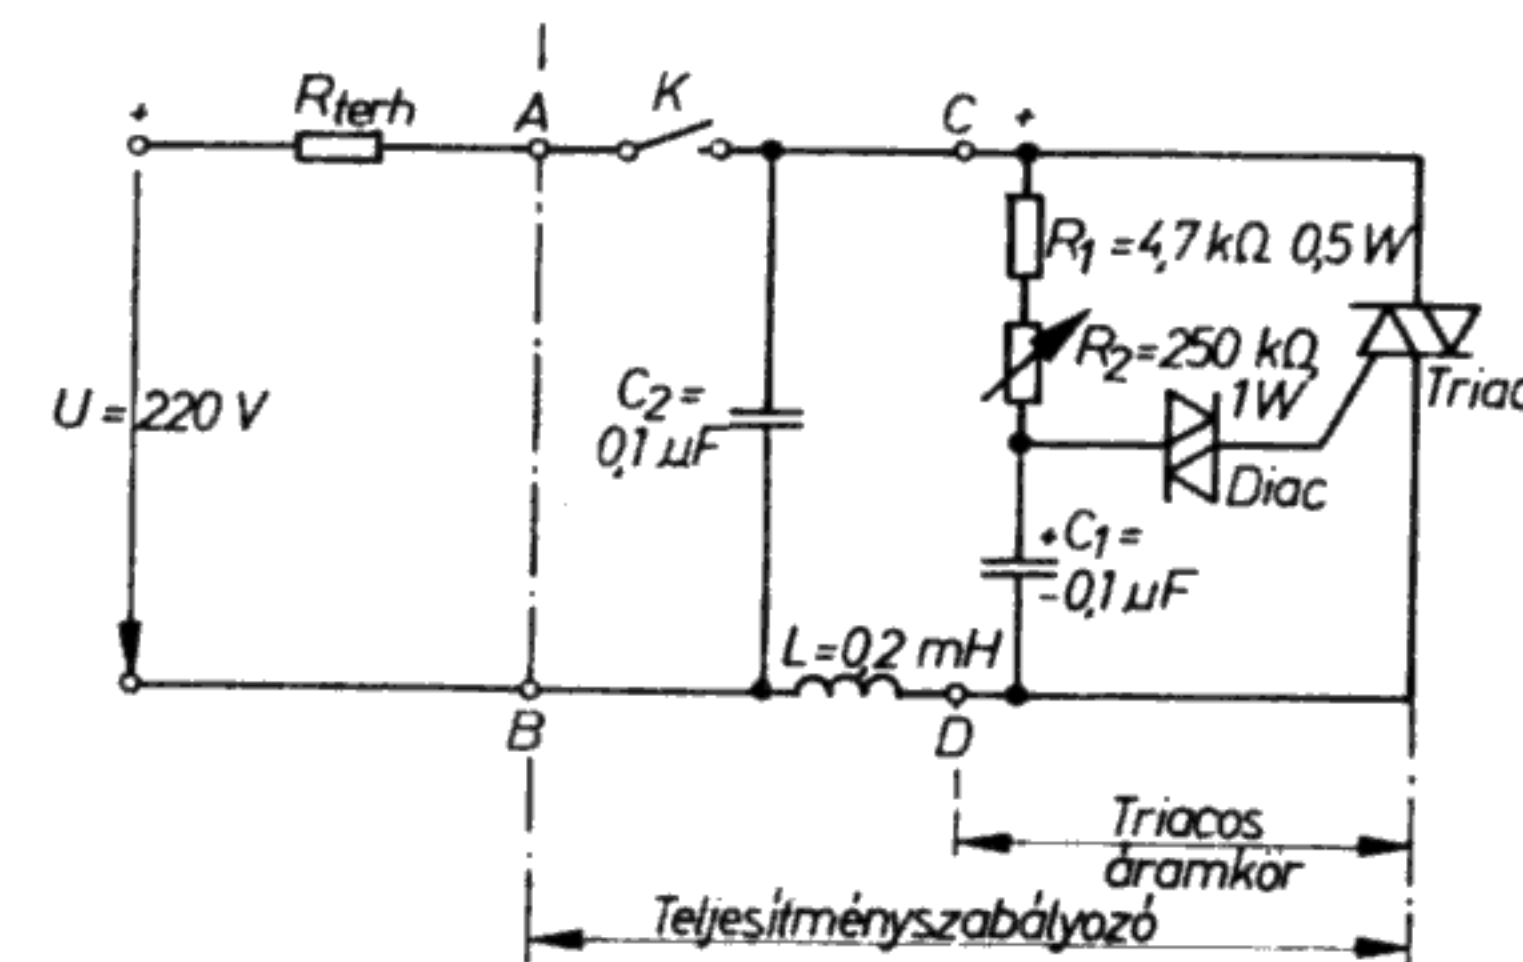 +
Rterh
A
K
C
+
R1 = 4,7 kΩ 0,5 W
R2 = 250 kΩ
1W
Triac
U = 220 V
C2 =
0,1 μF
Diac
+ C1 =
- 0,1 μF
L = 0,2 mH
B
D
Triacos
áramkör
Teljesítményszabályozó